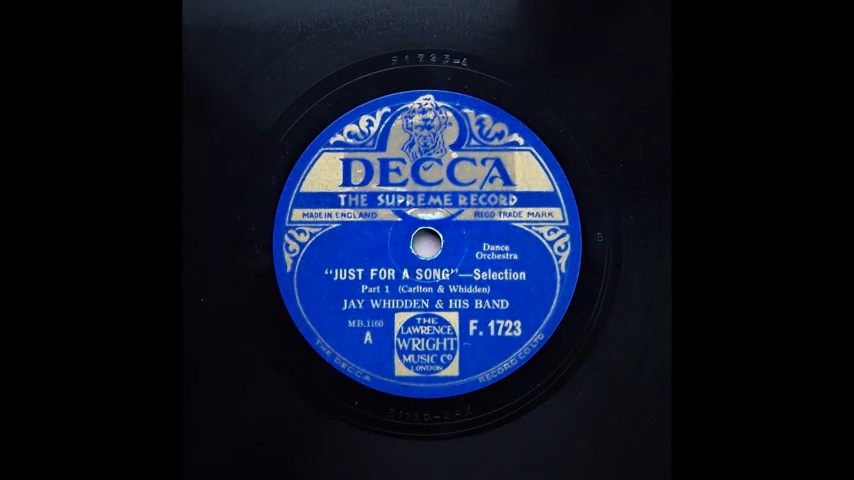 F1723-A
DECCA
THE SUPREME RECORD
MADE IN ENGLAND
REGD TRADE MARK
Dance
Orchestra
"JUST FOR A SONG"—Selection
Part 1 (Carlton & Whidden)
JAY WHIDDEN & HIS BAND
MB.1160
A
THE
LAWRENCE
WRIGHT
MUSIC Co
LONDON
F. 1723
THE DECCA
RECORD CO LTD